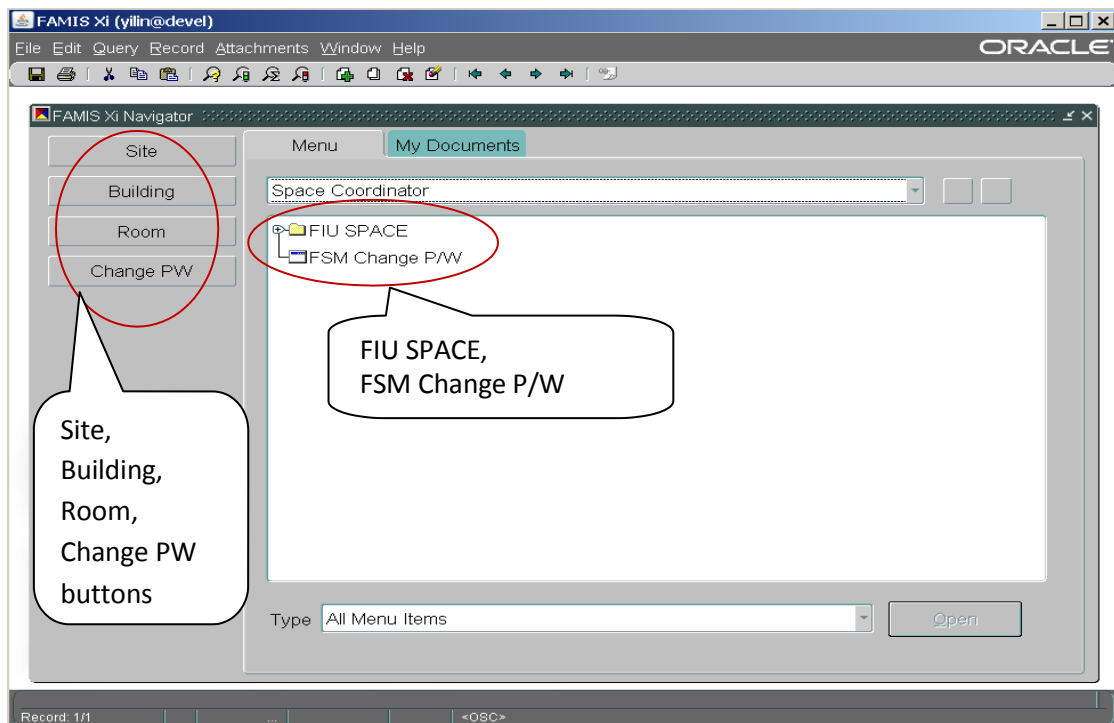 FAMIS Xi (yilin@devel)
File Edit Query Record Attachments Window Help
ORACLE
FAMIS Xi Navigator
Site
Building
Room
Change PW
Menu
My Documents
Space Coordinator
FIU SPACE
FSM Change P/W
FIU SPACE,
FSM Change P/W
Site,
Building,
Room,
Change PW
buttons
Type
All Menu Items
Open
Record: 1/1
...
<OSC>